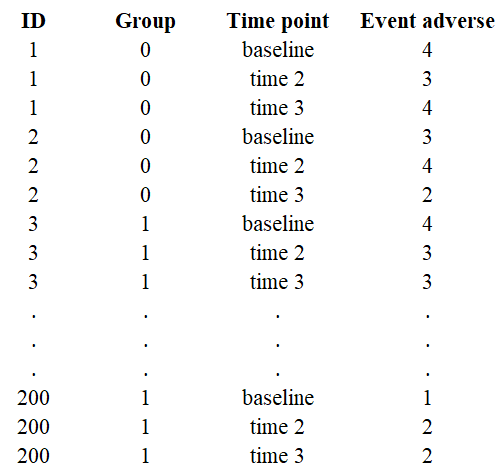 ID Group Time point Event adverse
1 0 baseline 4
1 0 time 2 3
1 0 time 3 4
2 0 baseline 3
2 0 time 2 4
2 0 time 3 2
3 1 baseline 4
3 1 time 2 3
3 1 time 3 3
. . . .
. . . .
. . . .
200 1 baseline 1
200 1 time 2 2
200 1 time 3 2